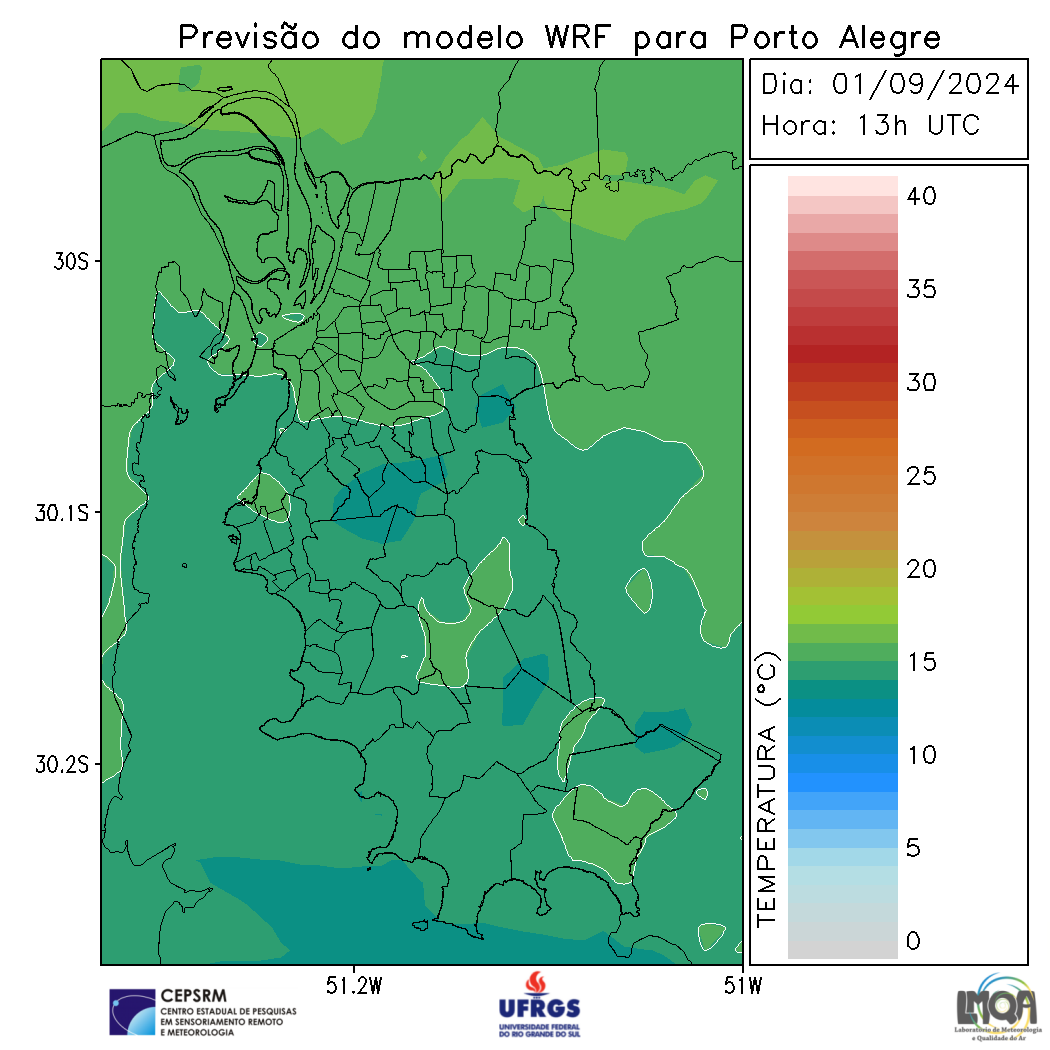 Previsão do modelo WRF para Porto Alegre
Dia: 01/09/2024
Hora: 13h UTC
30S
30.1S
30.2S
51.2W
51W
40
35
30
25
20
15
10
5
0
TEMPERATURA (°C)
CEPSRM
CENTRO ESTADUAL DE PESQUISAS
EM SENSORIAMENTO REMOTO
E METEOROLOGIA
UFRGS
UNIVERSIDADE FEDERAL
DO RIO GRANDE DO SUL
LMQA
Laboratório de Meteorologia
e Qualidade do Ar